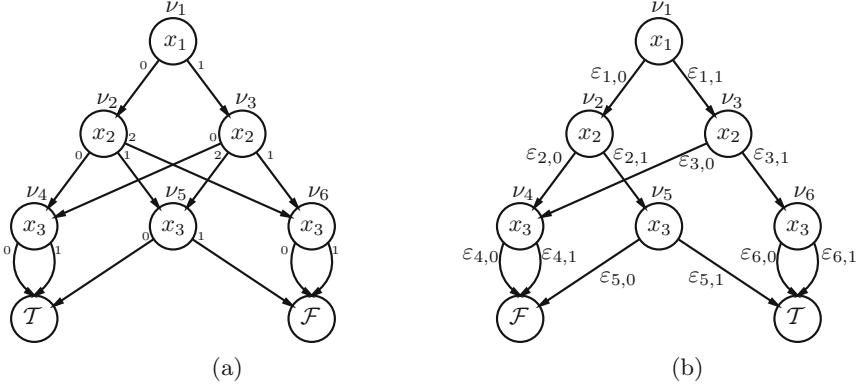 ν₁ ν₁
x₁ x₁
0 1 ε₁,₀ ε₁,₁
ν₂ ν₃ ν₂ ν₃
x₂ x₂ x₂ x₂
0 1 2 0 2 1 ε₂,₀ ε₂,₁ ε₃,₀ ε₃,₁
ν₄ ν₅ ν₆ ν₄ ν₅ ν₆
x₃ x₃ x₃ x₃ x₃ x₃
0 1 0 1 0 1 ε₄,₀ ε₄,₁ ε₅,₀ ε₅,₁ ε₆,₀ ε₆,₁
𝒯 ℱ ℱ 𝒯
(a) (b)